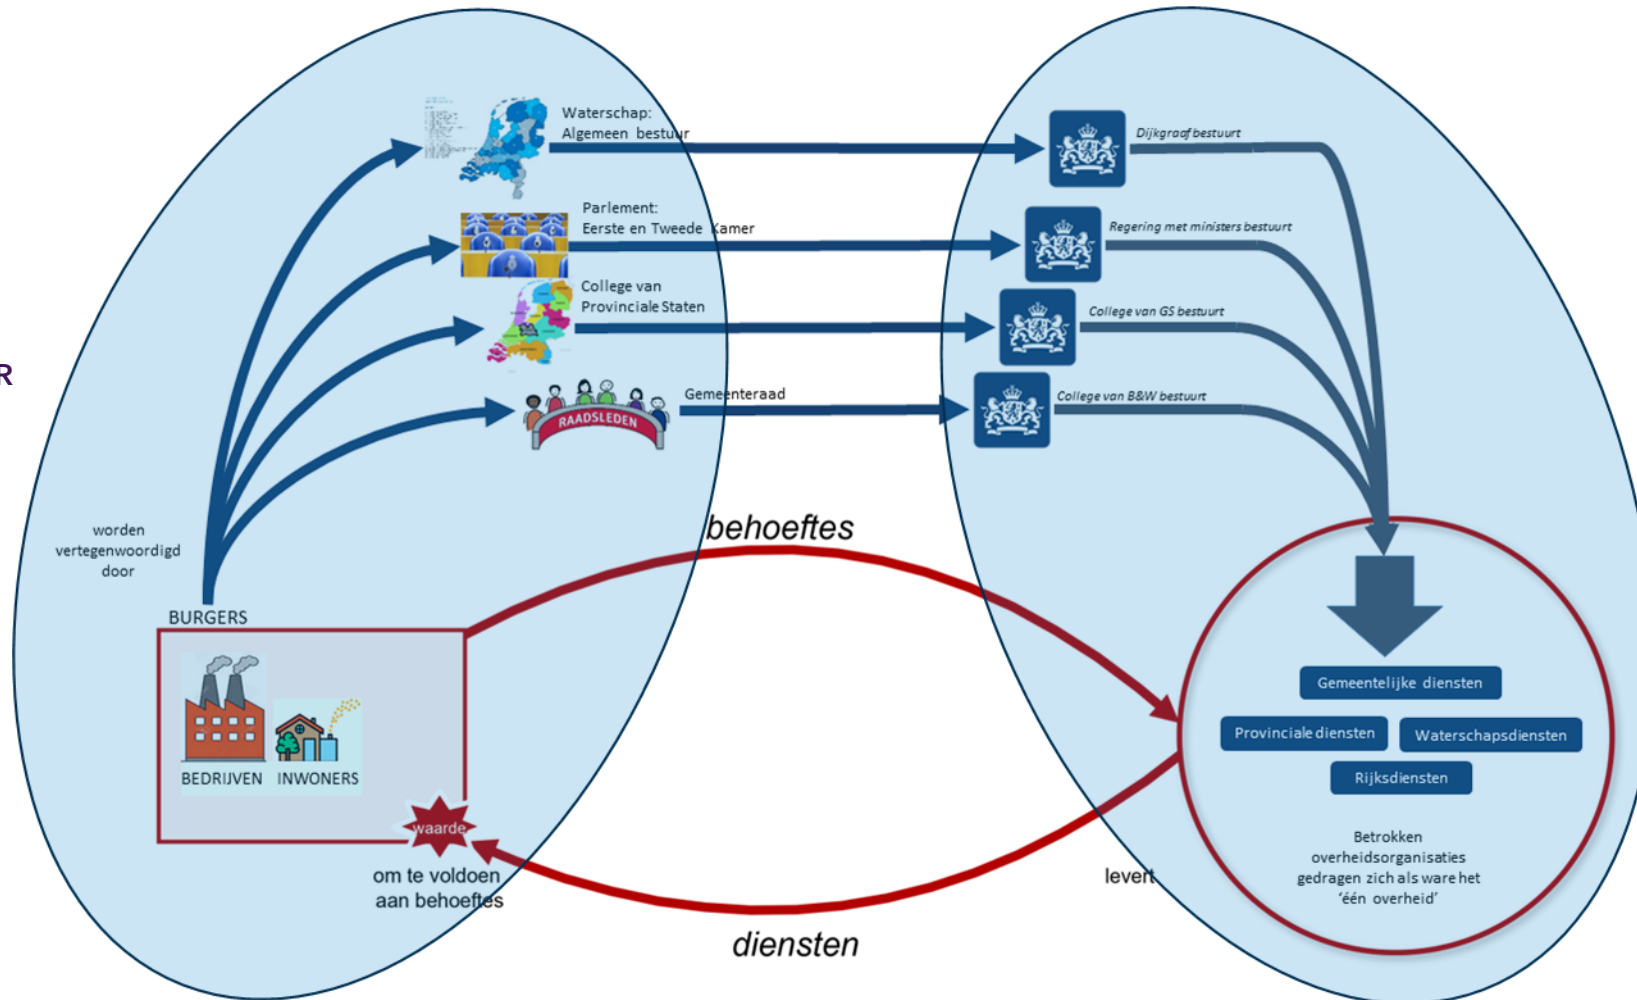 Waterschap:
Algemeen bestuur
Dijkgraaf bestuurt
Parlement:
Eerste en Tweede Kamer
Regering met ministers bestuurt
College van
Provinciale Staten
College van GS bestuurt
R
Gemeenteraad
College van B&W bestuurt
RAADSLEDEN
worden
vertegenwoordigd
door
behoeftes
BURGERS
BEDRIJVEN
INWONERS
waarde
om te voldoen
aan behoeftes
levert
diensten
Gemeentelijke diensten
Provinciale diensten
Waterschapsdiensten
Rijksdiensten
Betrokken
overheidsorganisaties
gedragen zich als ware het
‘één overheid’